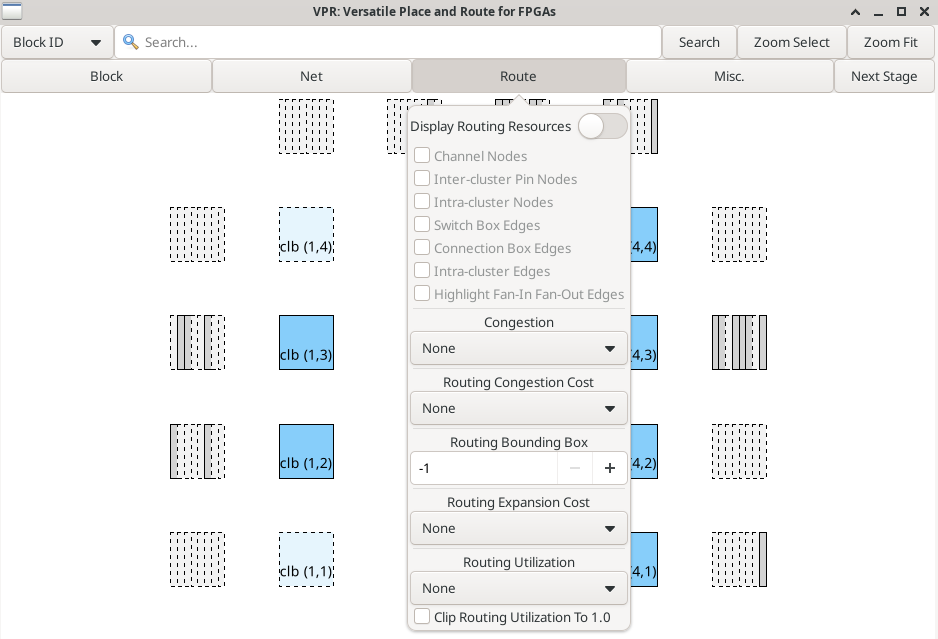 VPR: Versatile Place and Route for FPGAs
Block ID
Search...
Search
Zoom Select
Zoom Fit
Block
Net
Route
Misc.
Next Stage
Display Routing Resources
Channel Nodes
Inter-cluster Pin Nodes
Intra-cluster Nodes
Switch Box Edges
Connection Box Edges
Intra-cluster Edges
Highlight Fan-In Fan-Out Edges
Congestion
None
Routing Congestion Cost
None
Routing Bounding Box
-1
Routing Expansion Cost
None
Routing Utilization
None
Clip Routing Utilization To 1.0
clb (1,4)
4,4)
clb (1,3)
4,3)
clb (1,2)
4,2)
clb (1,1)
4,1)